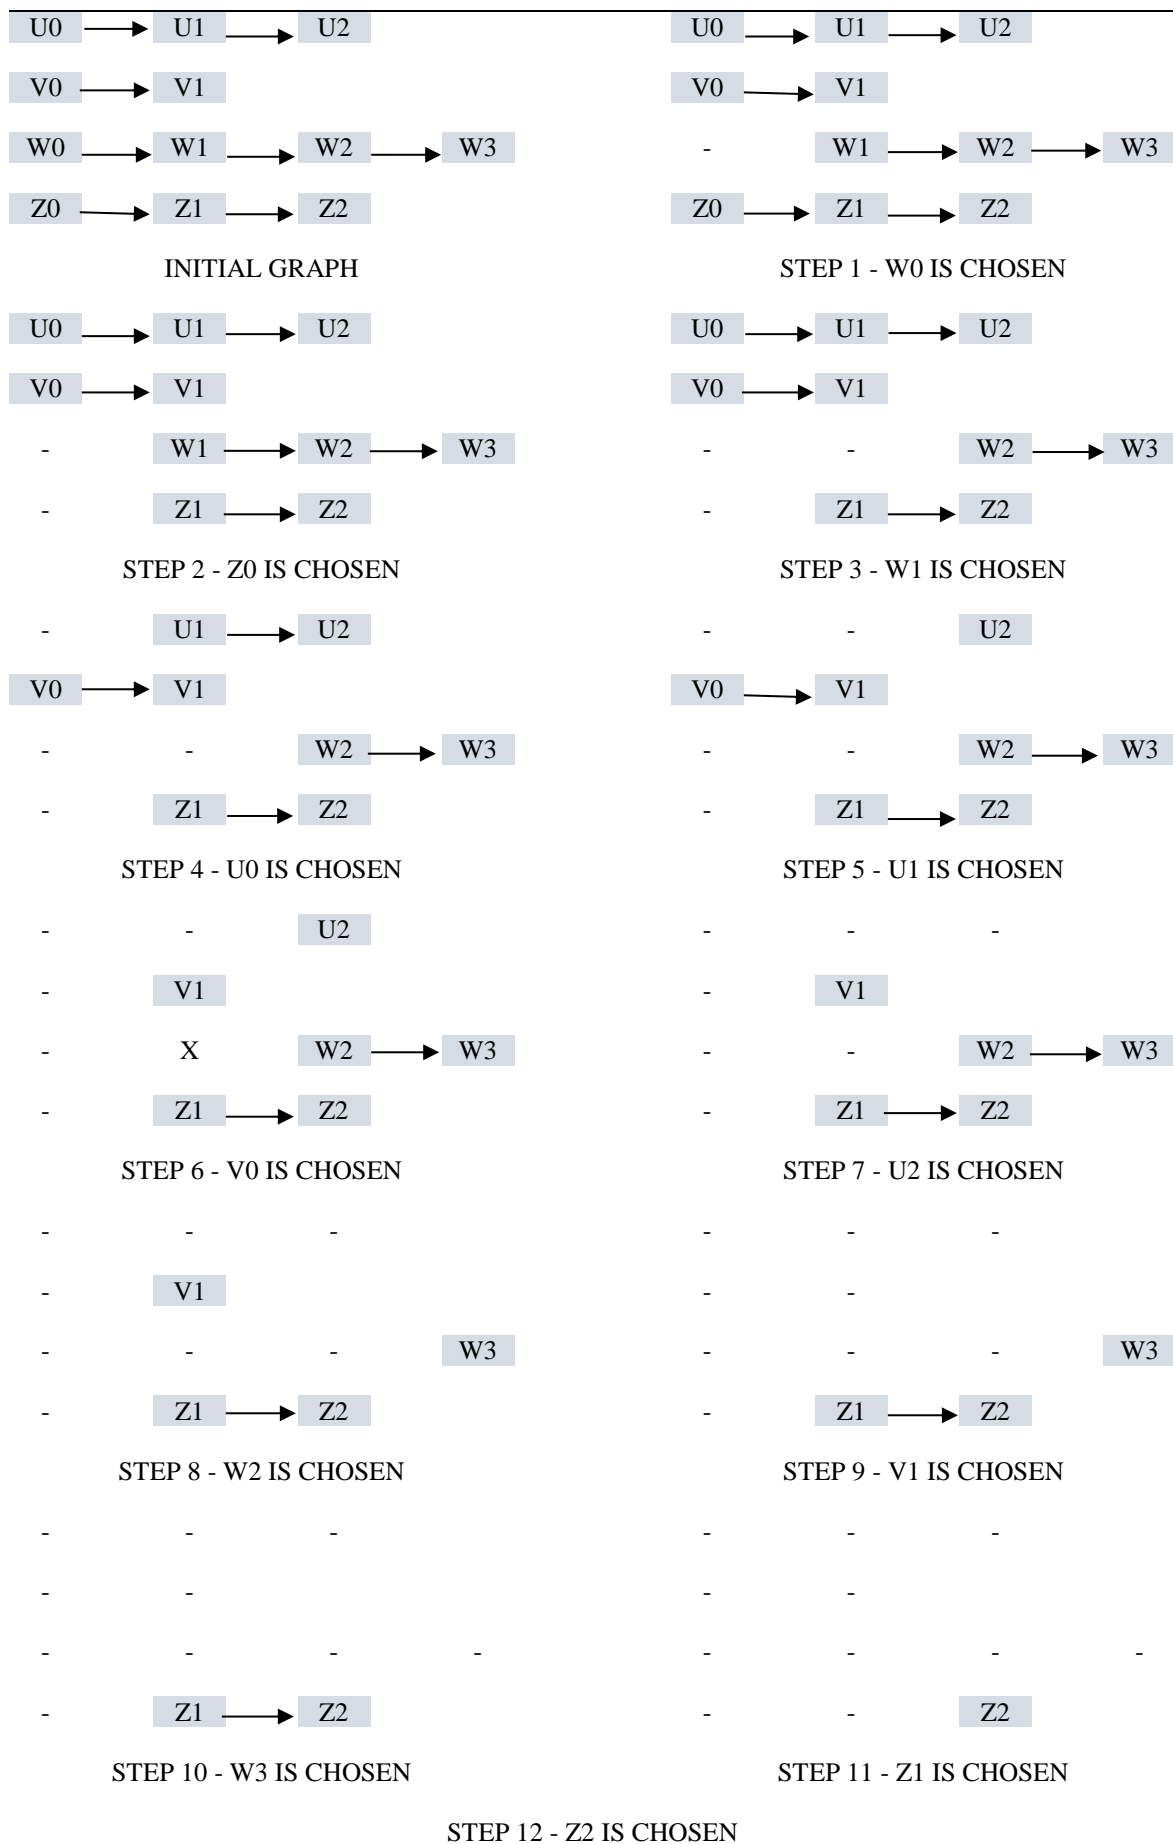 U0 U1 U2
V0 V1
W0 W1 W2 W3
Z0 Z1 Z2
INITIAL GRAPH
U0 U1 U2
V0 V1
- W1 W2 W3
Z0 Z1 Z2
STEP 1 - W0 IS CHOSEN
U0 U1 U2
V0 V1
- W1 W2 W3
- Z1 Z2
STEP 2 - Z0 IS CHOSEN
U0 U1 U2
V0 V1
- - W2 W3
- Z1 Z2
STEP 3 - W1 IS CHOSEN
- U1 U2
V0 V1
- - W2 W3
- Z1 Z2
STEP 4 - U0 IS CHOSEN
- - U2
V0 V1
- - W2 W3
- Z1 Z2
STEP 5 - U1 IS CHOSEN
- - U2
- V1
- X W2 W3
- Z1 Z2
STEP 6 - V0 IS CHOSEN
- - -
- V1
- - W2 W3
- Z1 Z2
STEP 7 - U2 IS CHOSEN
- - -
- V1
- - - W3
- Z1 Z2
STEP 8 - W2 IS CHOSEN
- - -
- -
- - - W3
- Z1 Z2
STEP 9 - V1 IS CHOSEN
- - -
- -
- - - -
- Z1 Z2
STEP 10 - W3 IS CHOSEN
- - -
- -
- - - -
- - Z2
STEP 11 - Z1 IS CHOSEN
STEP 12 - Z2 IS CHOSEN